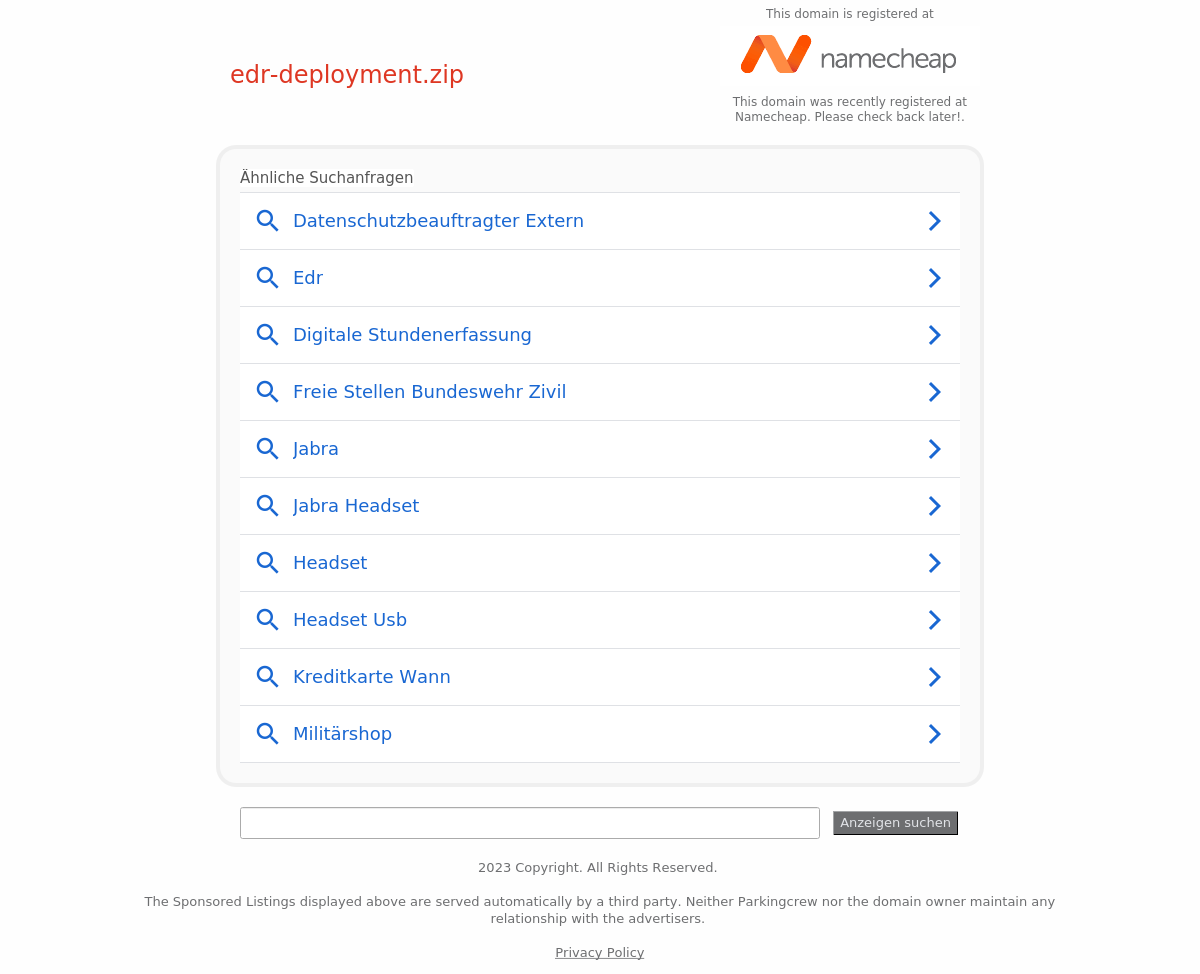 This domain is registered at
namecheap
edr-deployment.zip
This domain was recently registered at
Namecheap. Please check back later!.
Ähnliche Suchanfragen
Datenschutzbeauftragter Extern
Edr
Digitale Stundenerfassung
Freie Stellen Bundeswehr Zivil
Jabra
Jabra Headset
Headset
Headset Usb
Kreditkarte Wann
Militärshop
Anzeigen suchen
2023 Copyright. All Rights Reserved.
The Sponsored Listings displayed above are served automatically by a third party. Neither Parkingcrew nor the domain owner maintain any
relationship with the advertisers.
Privacy Policy